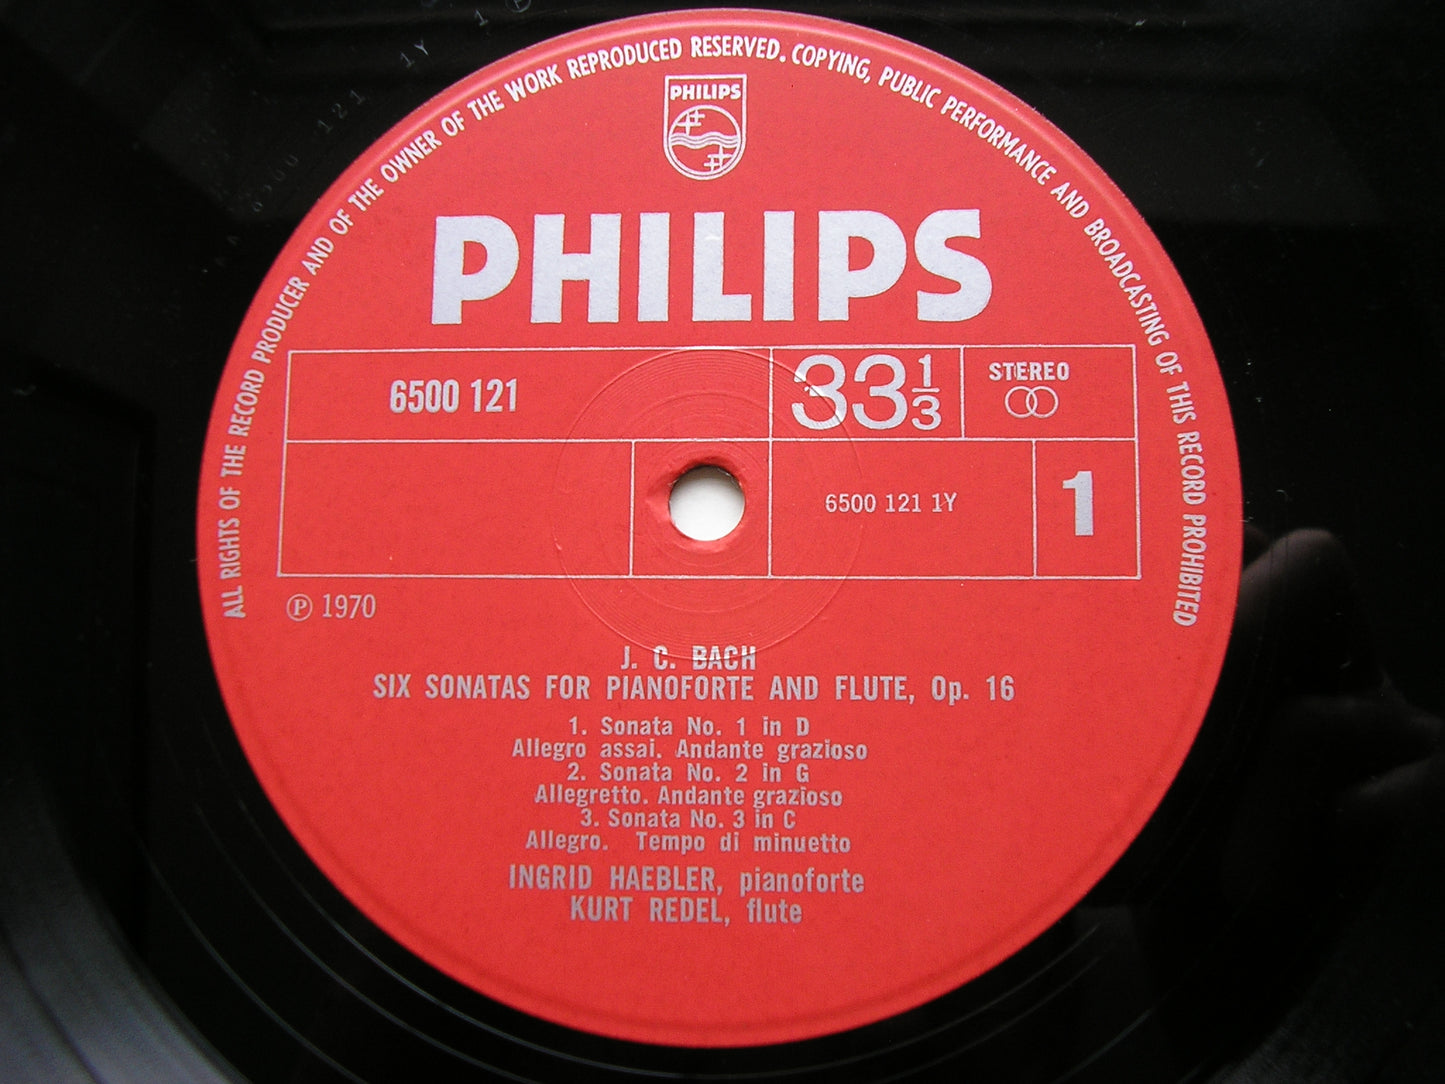 ALL RIGHTS OF THE RECORD PRODUCER AND OF THE OWNER OF THE WORK REPRODUCED RESERVED. COPYING, PUBLIC PERFORMANCE AND BROADCASTING OF THIS RECORD PROHIBITED
PHILIPS
PHILIPS
6500 121
33 1/3
STEREO
6500 121 1Y
1
℗ 1970
J. C. BACH
SIX SONATAS FOR PIANOFORTE AND FLUTE, Op. 16
1. Sonata No. 1 in D
Allegro assai. Andante grazioso
2. Sonata No. 2 in G
Allegretto. Andante grazioso
3. Sonata No. 3 in C
Allegro. Tempo di minuetto
INGRID HAEBLER, pianoforte
KURT REDEL, flute